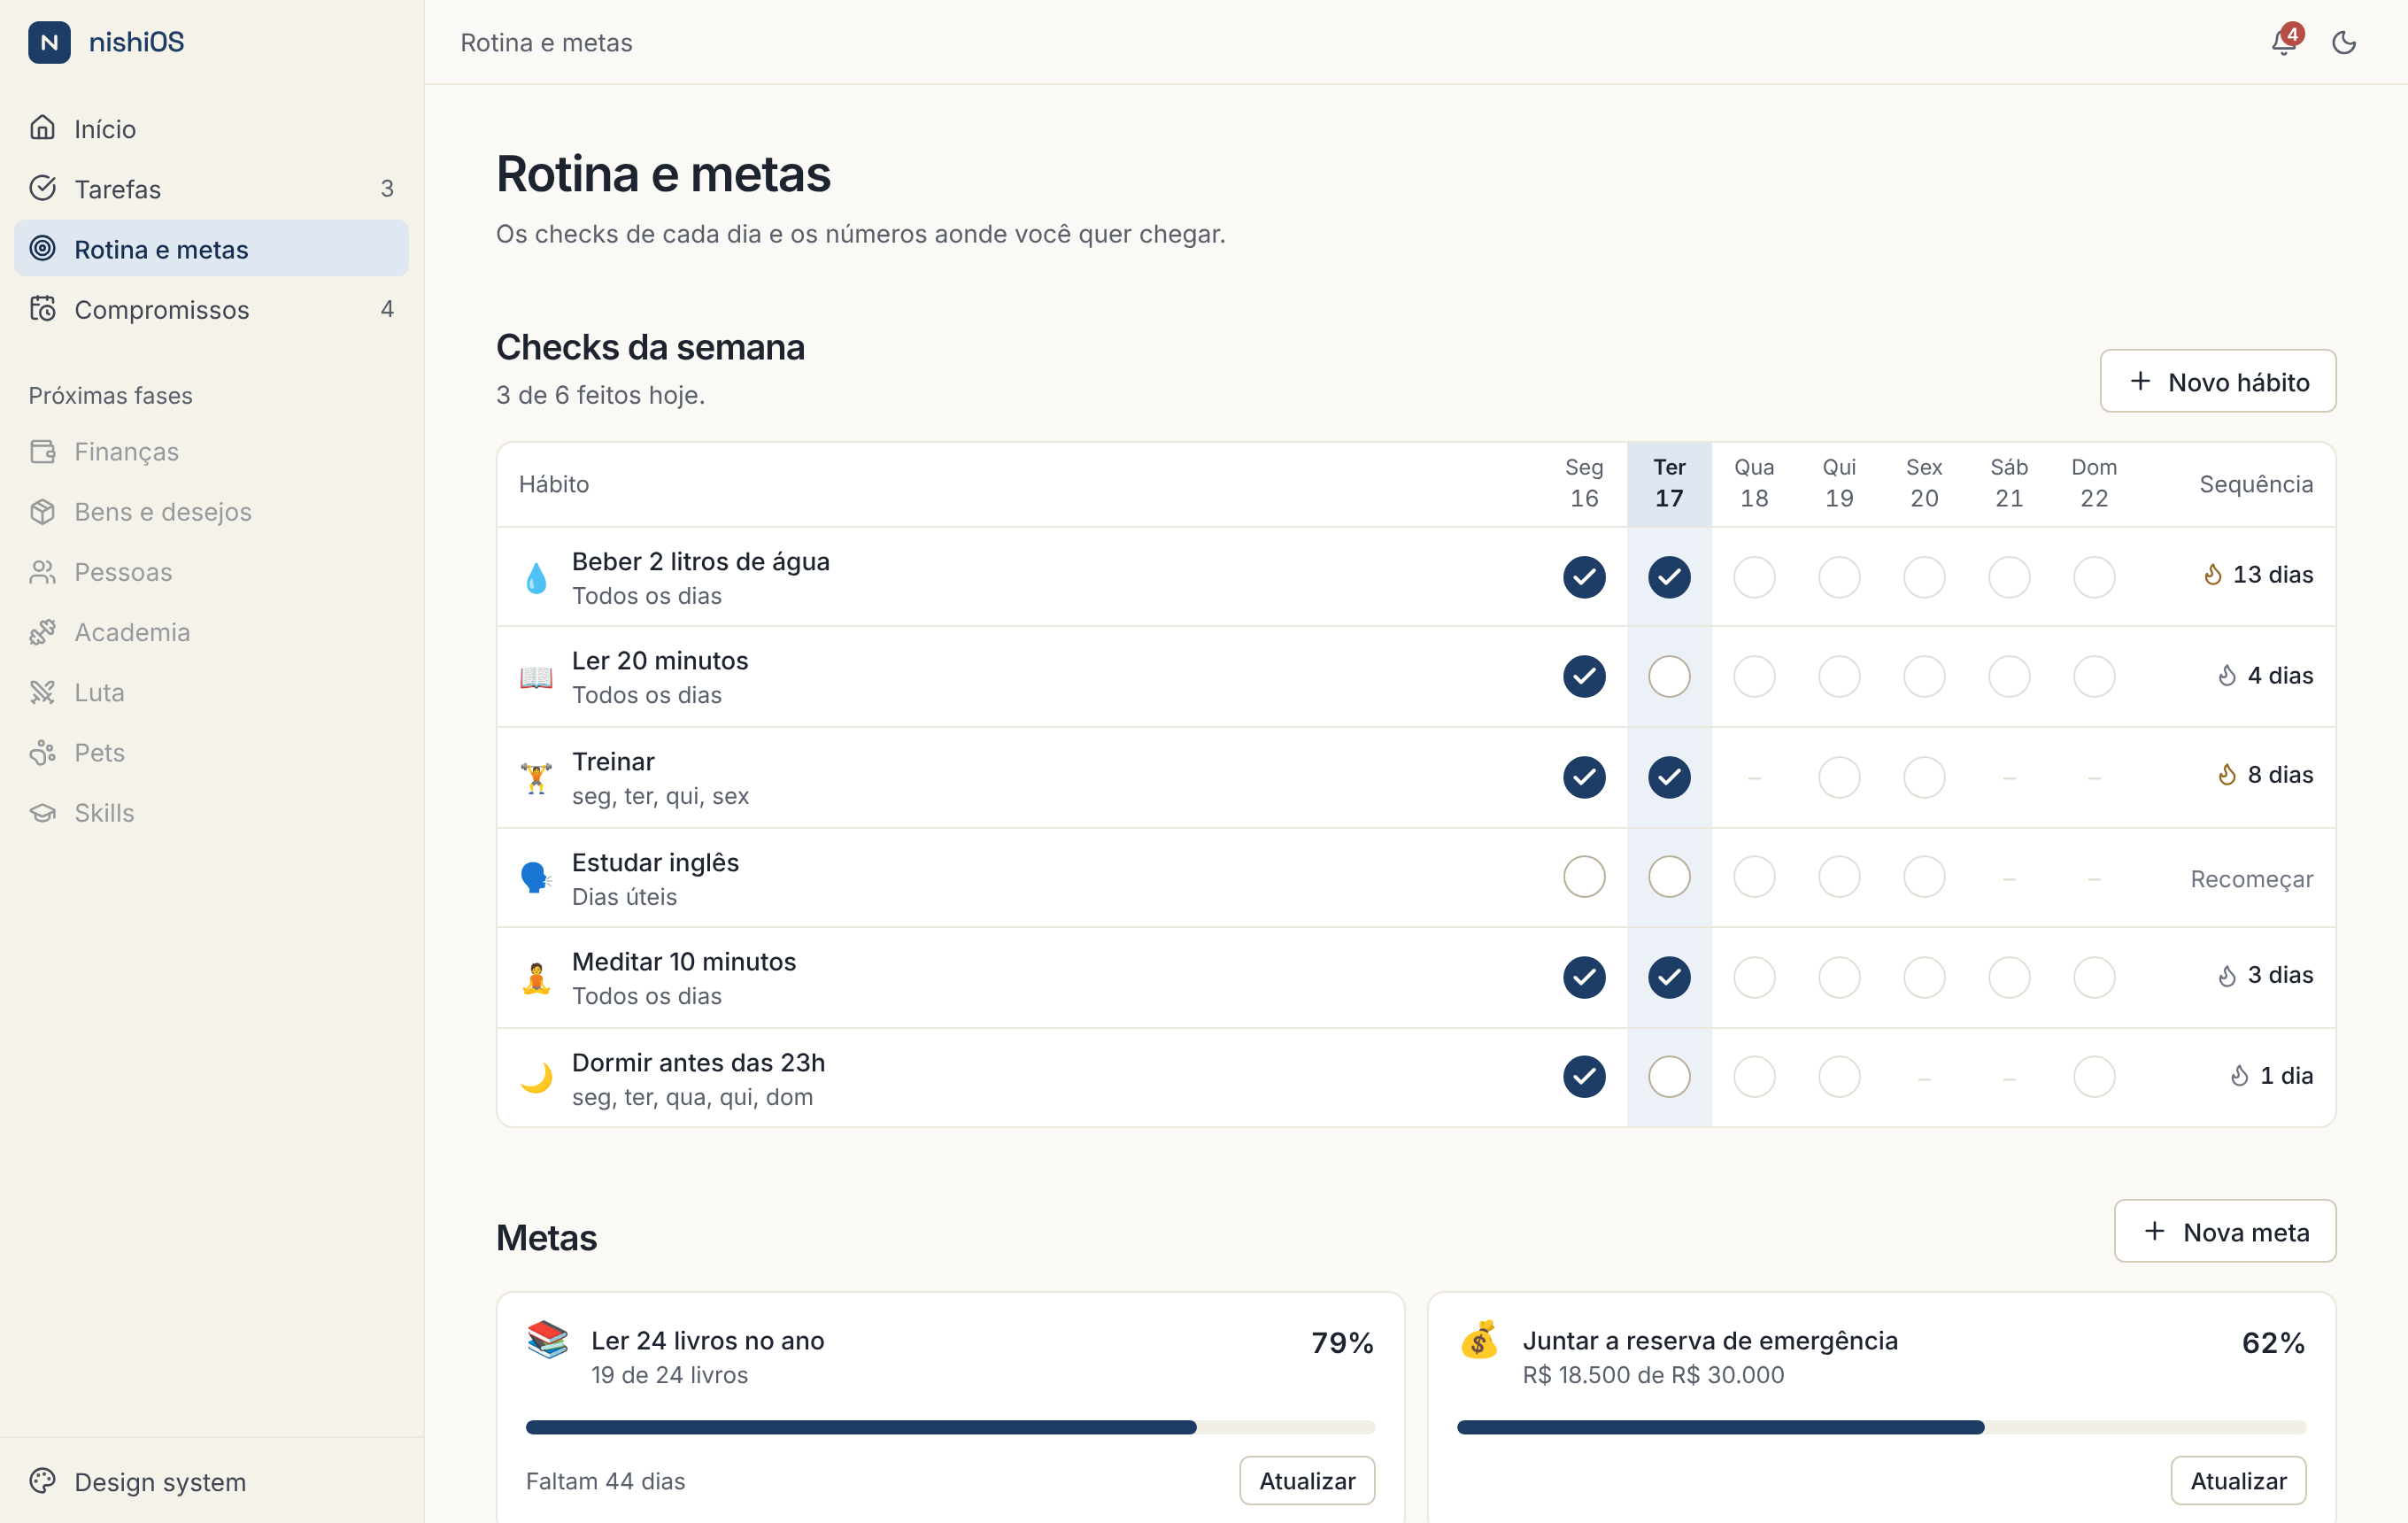 N nishiOS
Rotina e metas
4
Início
Tarefas 3
Rotina e metas
Compromissos 4
Próximas fases
Finanças
Bens e desejos
Pessoas
Academia
Luta
Pets
Skills
Design system
Rotina e metas
Os checks de cada dia e os números aonde você quer chegar.
Checks da semana
3 de 6 feitos hoje.
+ Novo hábito
Hábito
Seg 16
Ter 17
Qua 18
Qui 19
Sex 20
Sáb 21
Dom 22
Sequência
Beber 2 litros de água
Todos os dias
13 dias
Ler 20 minutos
Todos os dias
4 dias
Treinar
seg, ter, qui, sex
– – –
8 dias
Estudar inglês
Dias úteis
– –
Recomeçar
Meditar 10 minutos
Todos os dias
3 dias
Dormir antes das 23h
seg, ter, qua, qui, dom
– –
1 dia
Metas
+ Nova meta
Ler 24 livros no ano
19 de 24 livros
79%
Faltam 44 dias
Atualizar
Juntar a reserva de emergência
R$ 18.500 de R$ 30.000
62%
Atualizar